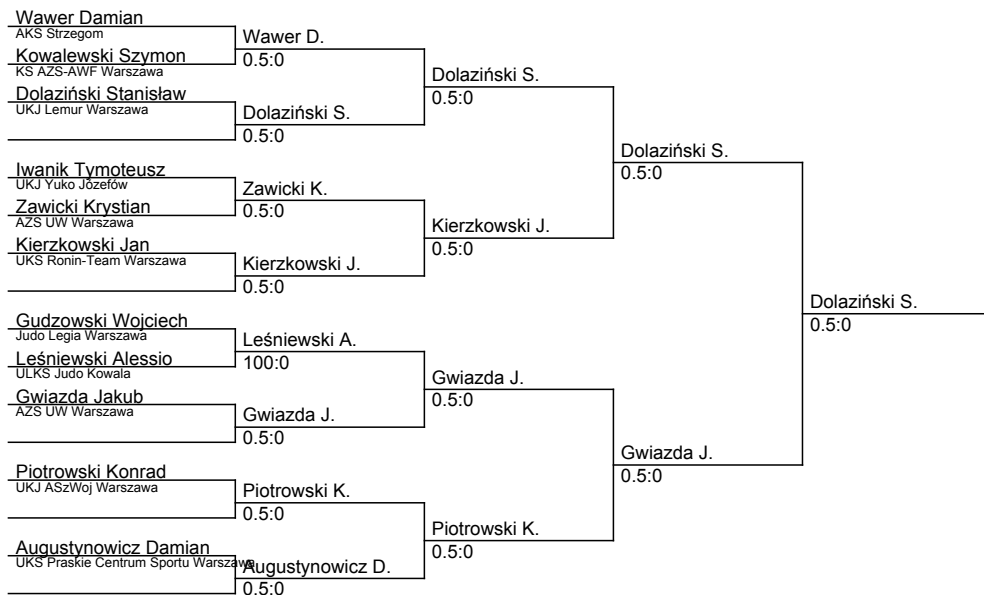 Wawer Damian
AKS Strzegom
Wawer D.
0.5:0
Kowalewski Szymon
KS AZS-AWF Warszawa
Dolaziński S.
0.5:0
Dolaziński Stanisław
UKJ Lemur Warszawa
Dolaziński S.
0.5:0
Dolaziński S.
0.5:0
Iwanik Tymoteusz
UKJ Yuko Józefów
Zawicki K.
0.5:0
Zawicki Krystian
AZS UW Warszawa
Kierzkowski J.
0.5:0
Kierzkowski Jan
UKS Ronin-Team Warszawa
Kierzkowski J.
0.5:0
Dolaziński S.
0.5:0
Gudzowski Wojciech
Judo Legia Warszawa
Leśniewski A.
100:0
Leśniewski Alessio
ULKS Judo Kowala
Gwiazda J.
0.5:0
Gwiazda Jakub
AZS UW Warszawa
Gwiazda J.
0.5:0
Gwiazda J.
0.5:0
Piotrowski Konrad
UKJ ASzWoj Warszawa
Piotrowski K.
0.5:0
Piotrowski K.
0.5:0
Augustynowicz Damian
UKS Praskie Centrum Sportu Warszawa
Augustynowicz D.
0.5:0